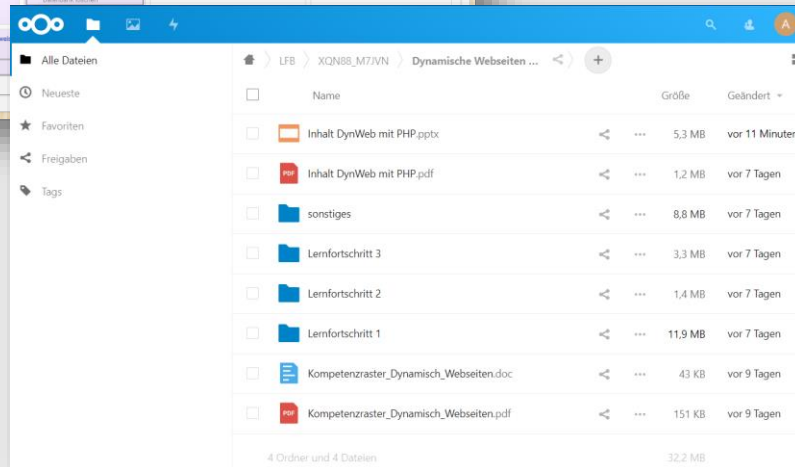 A
Alle Dateien
LFB XQN88_M7JVN Dynamische Webseiten ... +
Neueste
Name Größe Geändert
Favoriten
Inhalt DynWeb mit PHP.pptx ... 5,3 MB vor 11 Minuten
Freigaben
PDF Inhalt DynWeb mit PHP.pdf ... 1,2 MB vor 7 Tagen
Tags
sonstiges ... 8,8 MB vor 7 Tagen
Lernfortschritt 3 ... 3,3 MB vor 7 Tagen
Lernfortschritt 2 ... 1,4 MB vor 7 Tagen
Lernfortschritt 1 ... 11,9 MB vor 7 Tagen
Kompetenzraster_Dynamisch_Webseiten.doc ... 43 KB vor 9 Tagen
PDF Kompetenzraster_Dynamisch_Webseiten.pdf ... 151 KB vor 9 Tagen
4 Ordner und 4 Dateien 32,2 MB